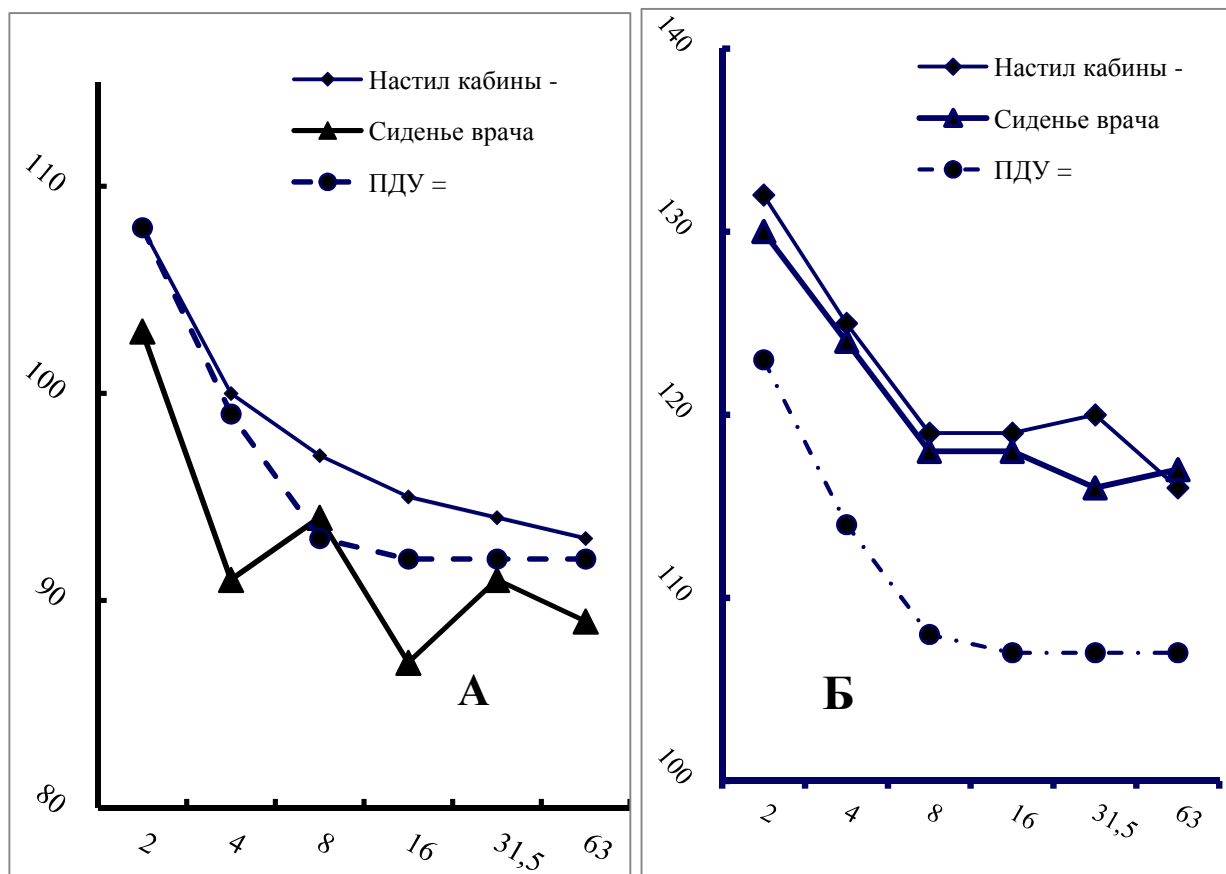 110
100
90
80
Настил кабины -
Сиденье врача
ПДУ =
А
2
4
8
16
31,5
63
140
130
120
110
100
Настил кабины -
Сиденье врача
ПДУ =
Б
2
4
8
16
31,5
63